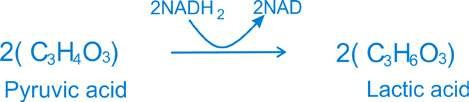 2NADH₂ 2NAD
2( C₃H₄O₃) 2( C₃H₆O₃)
Pyruvic acid Lactic acid